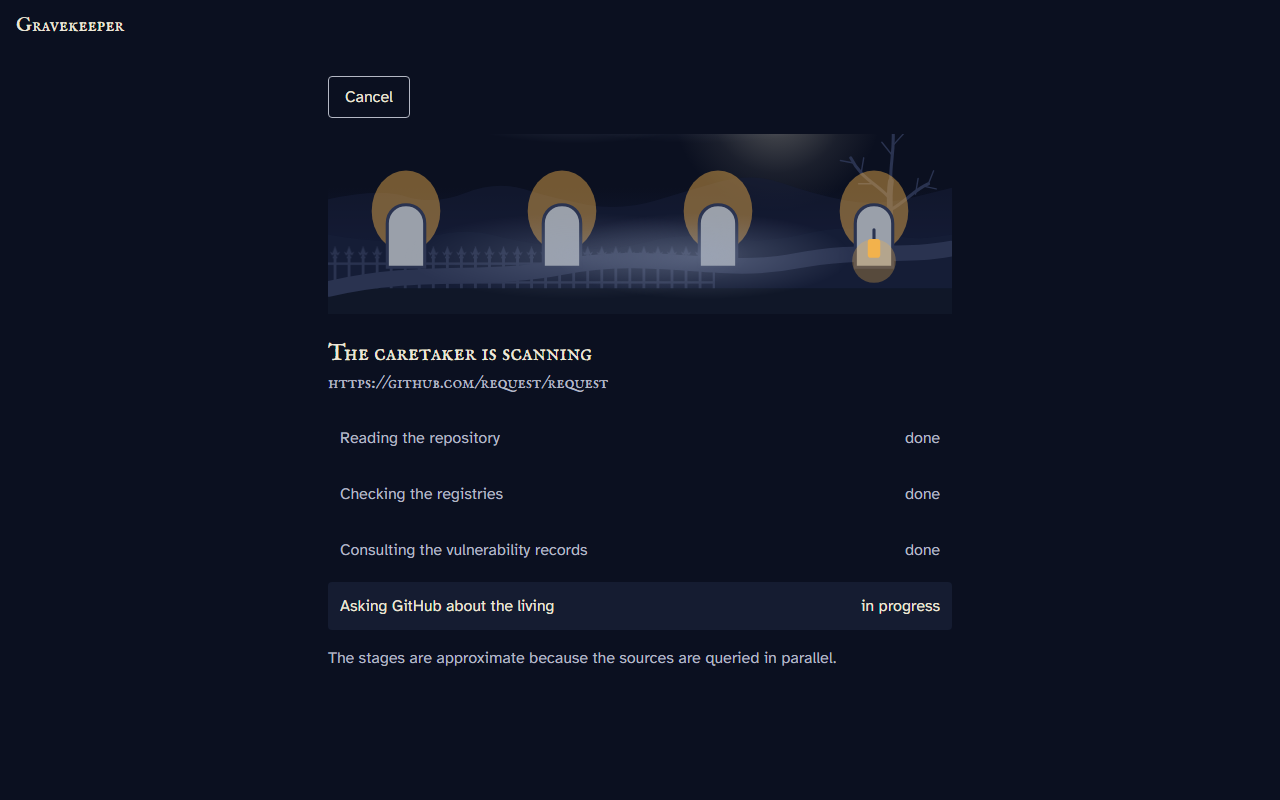 Gravekeeper
Cancel
The caretaker is scanning
https://github.com/request/request
Reading the repository done
Checking the registries done
Consulting the vulnerability records done
Asking GitHub about the living in progress
The stages are approximate because the sources are queried in parallel.